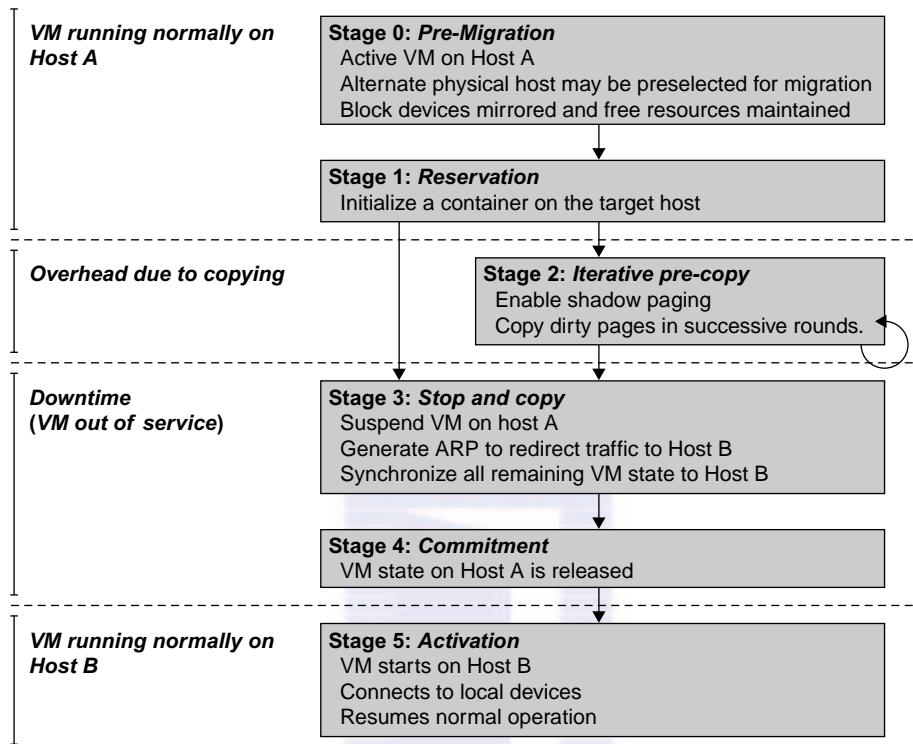 VM running normally on
Host A
Stage 0: Pre-Migration
Active VM on Host A
Alternate physical host may be preselected for migration
Block devices mirrored and free resources maintained
Stage 1: Reservation
Initialize a container on the target host
Overhead due to copying
Stage 2: Iterative pre-copy
Enable shadow paging
Copy dirty pages in successive rounds.
Downtime
(VM out of service)
Stage 3: Stop and copy
Suspend VM on host A
Generate ARP to redirect traffic to Host B
Synchronize all remaining VM state to Host B
Stage 4: Commitment
VM state on Host A is released
VM running normally on
Host B
Stage 5: Activation
VM starts on Host B
Connects to local devices
Resumes normal operation